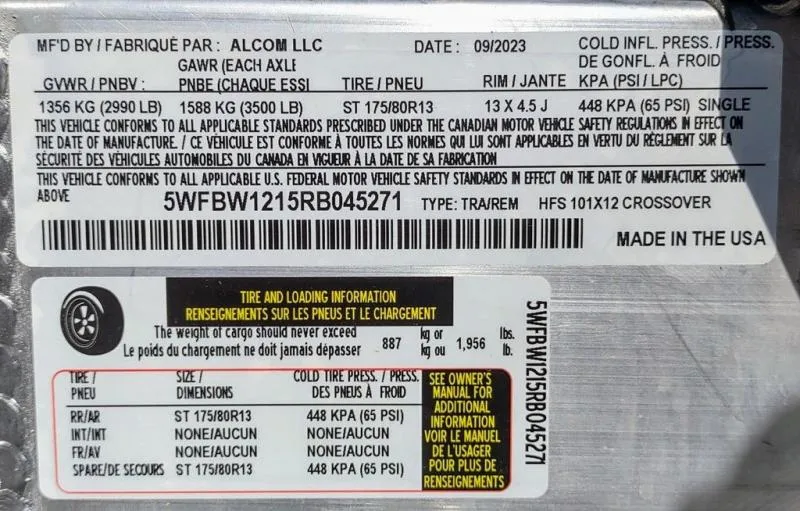 MF'D BY / FABRIQUÉ PAR : ALCOM LLC DATE : 09/2023 COLD INFL. PRESS. / PRESS.
GAWR (EACH AXLE DE GONFL. À FROID
GVWR / PNBV : PNBE (CHAQUE ESSI TIRE / PNEU RIM / JANTE KPA (PSI / LPC)
1356 KG (2990 LB) 1588 KG (3500 LB) ST 175/80R13 13 X 4.5 J 448 KPA (65 PSI) SINGLE
THIS VEHICLE CONFORMS TO ALL APPLICABLE STANDARDS PRESCRIBED UNDER THE CANADIAN MOTOR VEHICLE SAFETY REGULATIONS IN EFFECT ON
THE DATE OF MANUFACTURE. / CE VÉHICULE EST CONFORME À TOUTES LES NORMES QUI LUI SONT APPLICABLES EN VERTU DU RÈGLEMENT SUR LA
SÉCURITÉ DES VÉHICULES AUTOMOBILES DU CANADA EN VIGUEUR À LA DATE DE SA FABRICATION
THIS VEHICLE CONFORMS TO ALL APPLICABLE U.S. FEDERAL MOTOR VEHICLE SAFETY STANDARDS IN EFFECT ON THE DATE OF MANUFACTURE SHOWN
ABOVE 5WFBW1215RB045271 TYPE: TRA/REM HFS 101X12 CROSSOVER
MADE IN THE USA
TIRE AND LOADING INFORMATION
RENSEIGNEMENTS SUR LES PNEUS ET LE CHARGEMENT
The weight of cargo should never exceed 887 kg or 1,956 lbs.
Le poids du chargement ne doit jamais dépasser kg ou lb.
TIRE / SIZE / COLD TIRE PRESS. / PRESS.
PNEU DIMENSIONS DES PNEUS À FROID
RR/AR ST 175/80R13 448 KPA (65 PSI)
INT/INT NONE/AUCUN NONE/AUCUN
FR/AV NONE/AUCUN NONE/AUCUN
SPARE/DE SECOURS ST 175/80R13 448 KPA (65 PSI)
SEE OWNER'S
MANUAL FOR
ADDITIONAL
INFORMATION
VOIR LE MANUEL
DE L'USAGER
POUR PLUS DE
RENSEIGNEMENTS
5WFBW1215RB045271